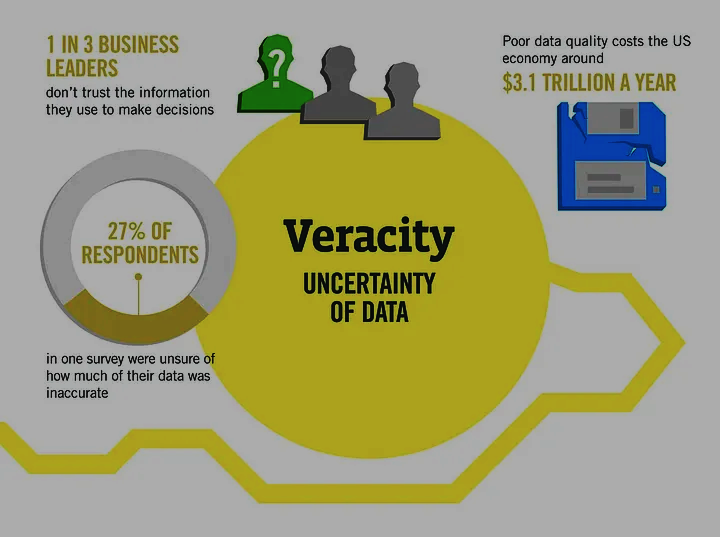 1 IN 3 BUSINESS
LEADERS
don't trust the information
they use to make decisions
?
Poor data quality costs the US
economy around
$3.1 TRILLION A YEAR
27% OF
RESPONDENTS
in one survey were unsure of
how much of their data was
inaccurate
Veracity
UNCERTAINTY
OF DATA